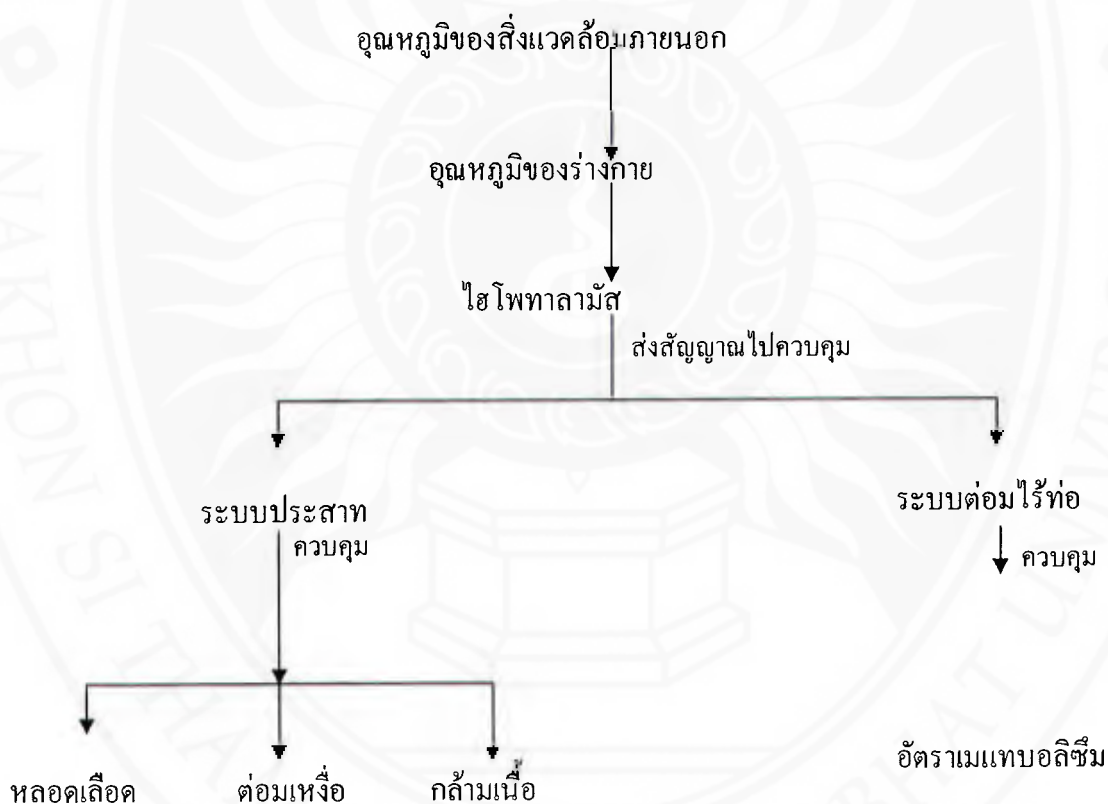 อุณหภูมิของสิ่งแวดล้อมภายนอก
อุณหภูมิของร่างกาย
ไฮโพทาลามัส
ส่งสัญญาณไปควบคุม
ระบบประสาท
ควบคุม
ระบบต่อมไร้ท่อ
ควบคุม
หลอดเลือด
ต่อมเหงื่อ
กล้ามเนื้อ
อัตราเมแทบอลิซึม
NAKHON SI THA